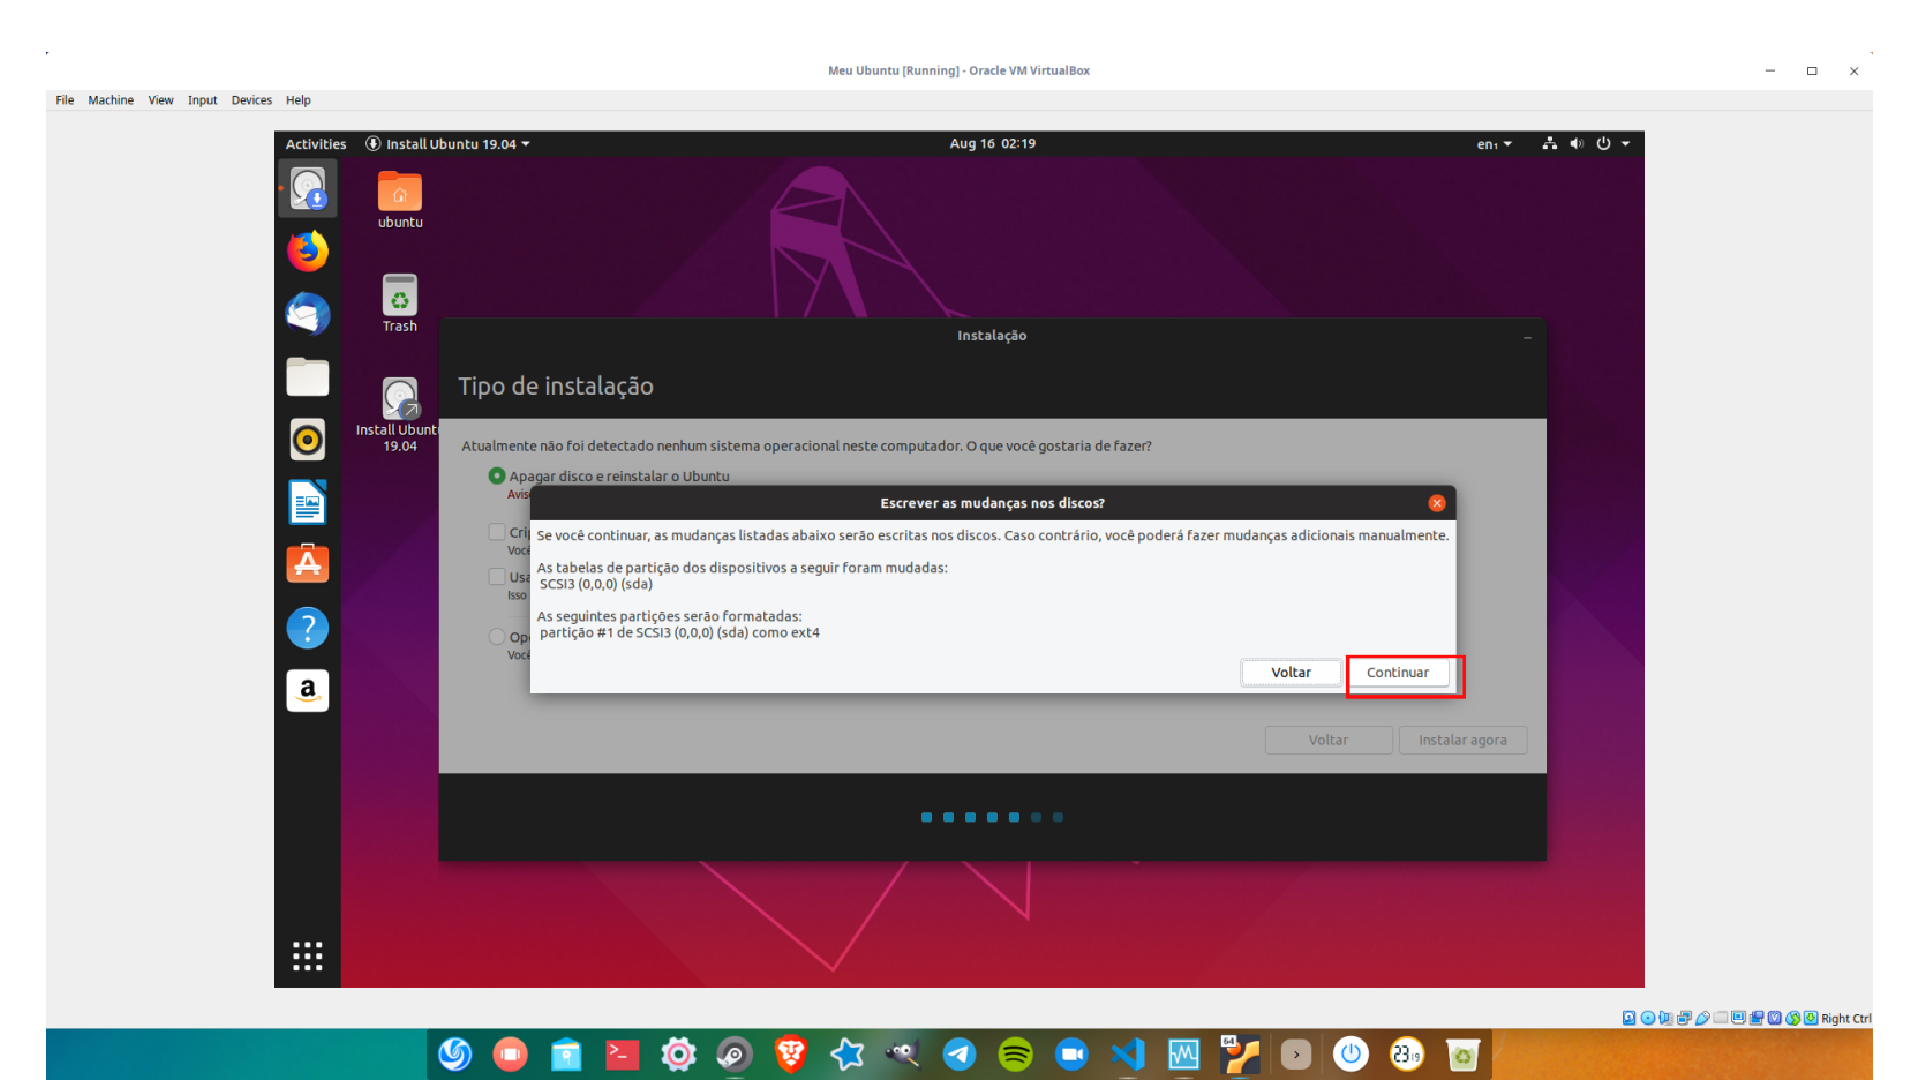 Meu Ubuntu [Running] - Oracle VM VirtualBox
File Machine View Input Devices Help
Activities Install Ubuntu 19.04 Aug 16 02:19 en1
ubuntu
Trash
Install Ubunt
19.04
Instalação
Tipo de instalação
Atualmente não foi detectado nenhum sistema operacional neste computador. O que você gostaria de fazer?
Apagar disco e reinstalar o Ubuntu
Avis
Escrever as mudanças nos discos?
Cri
Você
Se você continuar, as mudanças listadas abaixo serão escritas nos discos. Caso contrário, você poderá fazer mudanças adicionais manualmente.
Usa
Isso
As tabelas de partição dos dispositivos a seguir foram mudadas:
SCSI3 (0,0,0) (sda)
As seguintes partições serão formatadas:
partição #1 de SCSI3 (0,0,0) (sda) como ext4
Op
Você
Voltar Continuar
Voltar Instalar agora
Right Ctrl
64
23:19